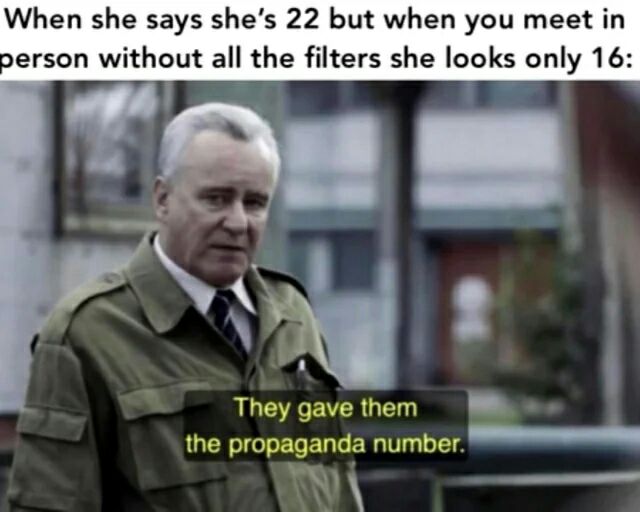 When she says she's 22 but when you meet in
person without all the filters she looks only 16:
They gave them
the propaganda number.